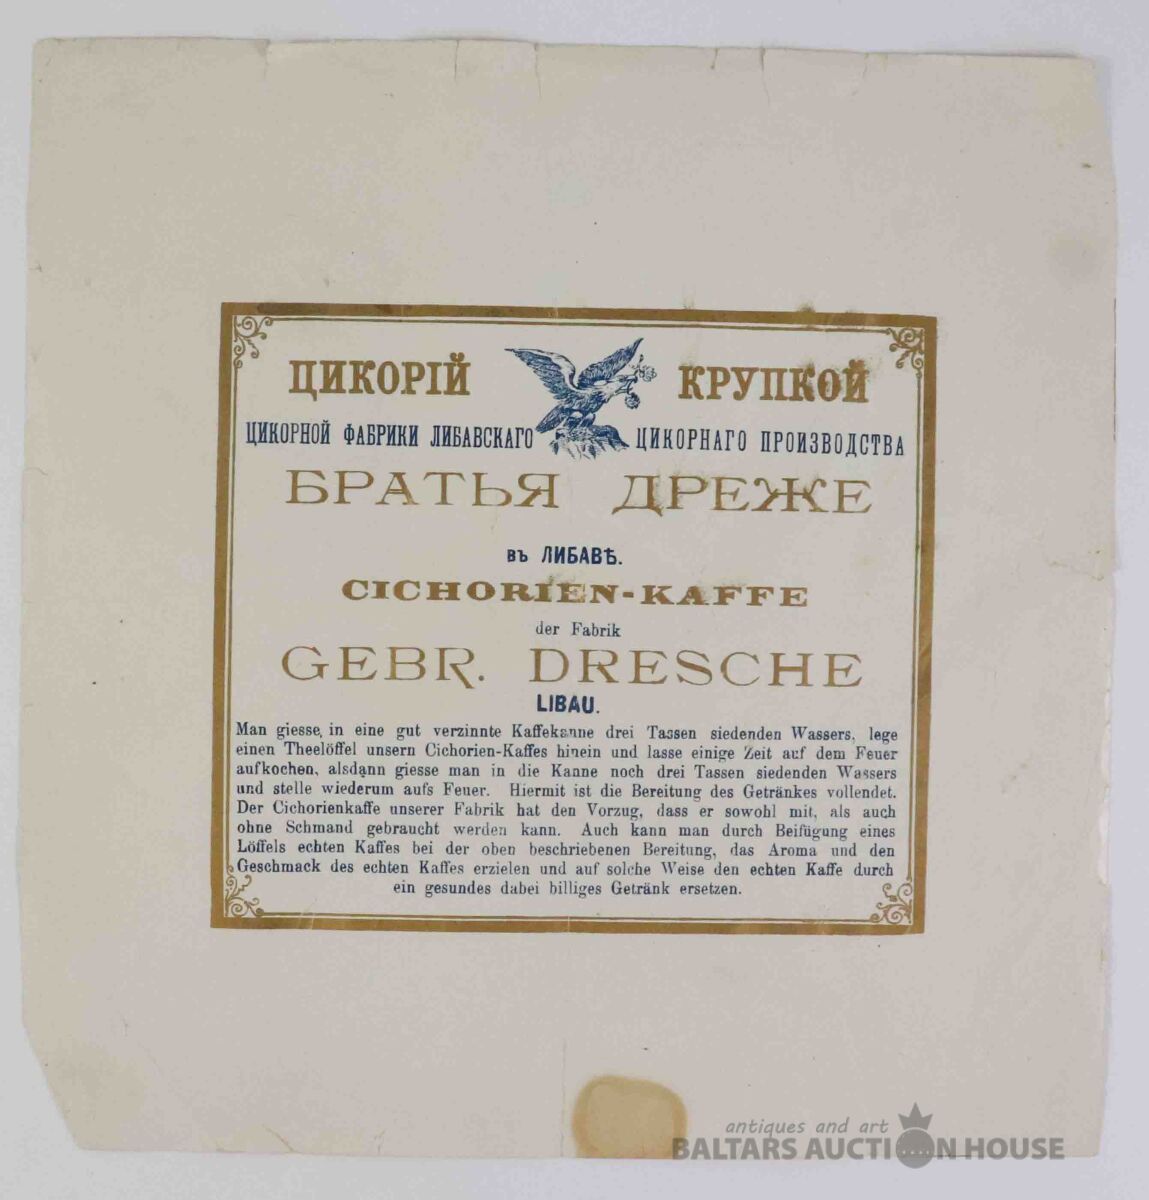 ЦИКОРІЙ КРУПКОЙ
ЦИКОРНОЙ ФАБРИКИ ЛИБАВСКАГО ЦИКОРНАГО ПРОИЗВОДСТВА
БРАТЬЯ ДРЕЖЕ
въ ЛИБАВѢ.
CICHORIEN-KAFFE
der Fabrik
GEBR. DRESCHE
LIBAU.
Man giesse, in eine gut verzinnte Kaffekanne drei Tassen siedenden Wassers, lege
einen Theelöffel unsern Cichorien-Kaffes hinein und lasse einige Zeit auf dem Feuer
aufkochen, alsdann giesse man in die Kanne noch drei Tassen siedenden Wassers
und stelle wiederum aufs Feuer. Hiermit ist die Bereitung des Getränkes vollendet.
Der Cichorienkaffe unserer Fabrik hat den Vorzug, dass er sowohl mit, als auch
ohne Schmand gebraucht werden kann. Auch kann man durch Beifügung eines
Löffels echten Kaffes bei der oben beschriebenen Bereitung, das Aroma und den
Geschmack des echten Kaffes erzielen und auf solche Weise den echten Kaffe durch
ein gesundes dabei billiges Getränk ersetzen.
antiques and art
BALTARS AUCTION HOUSE